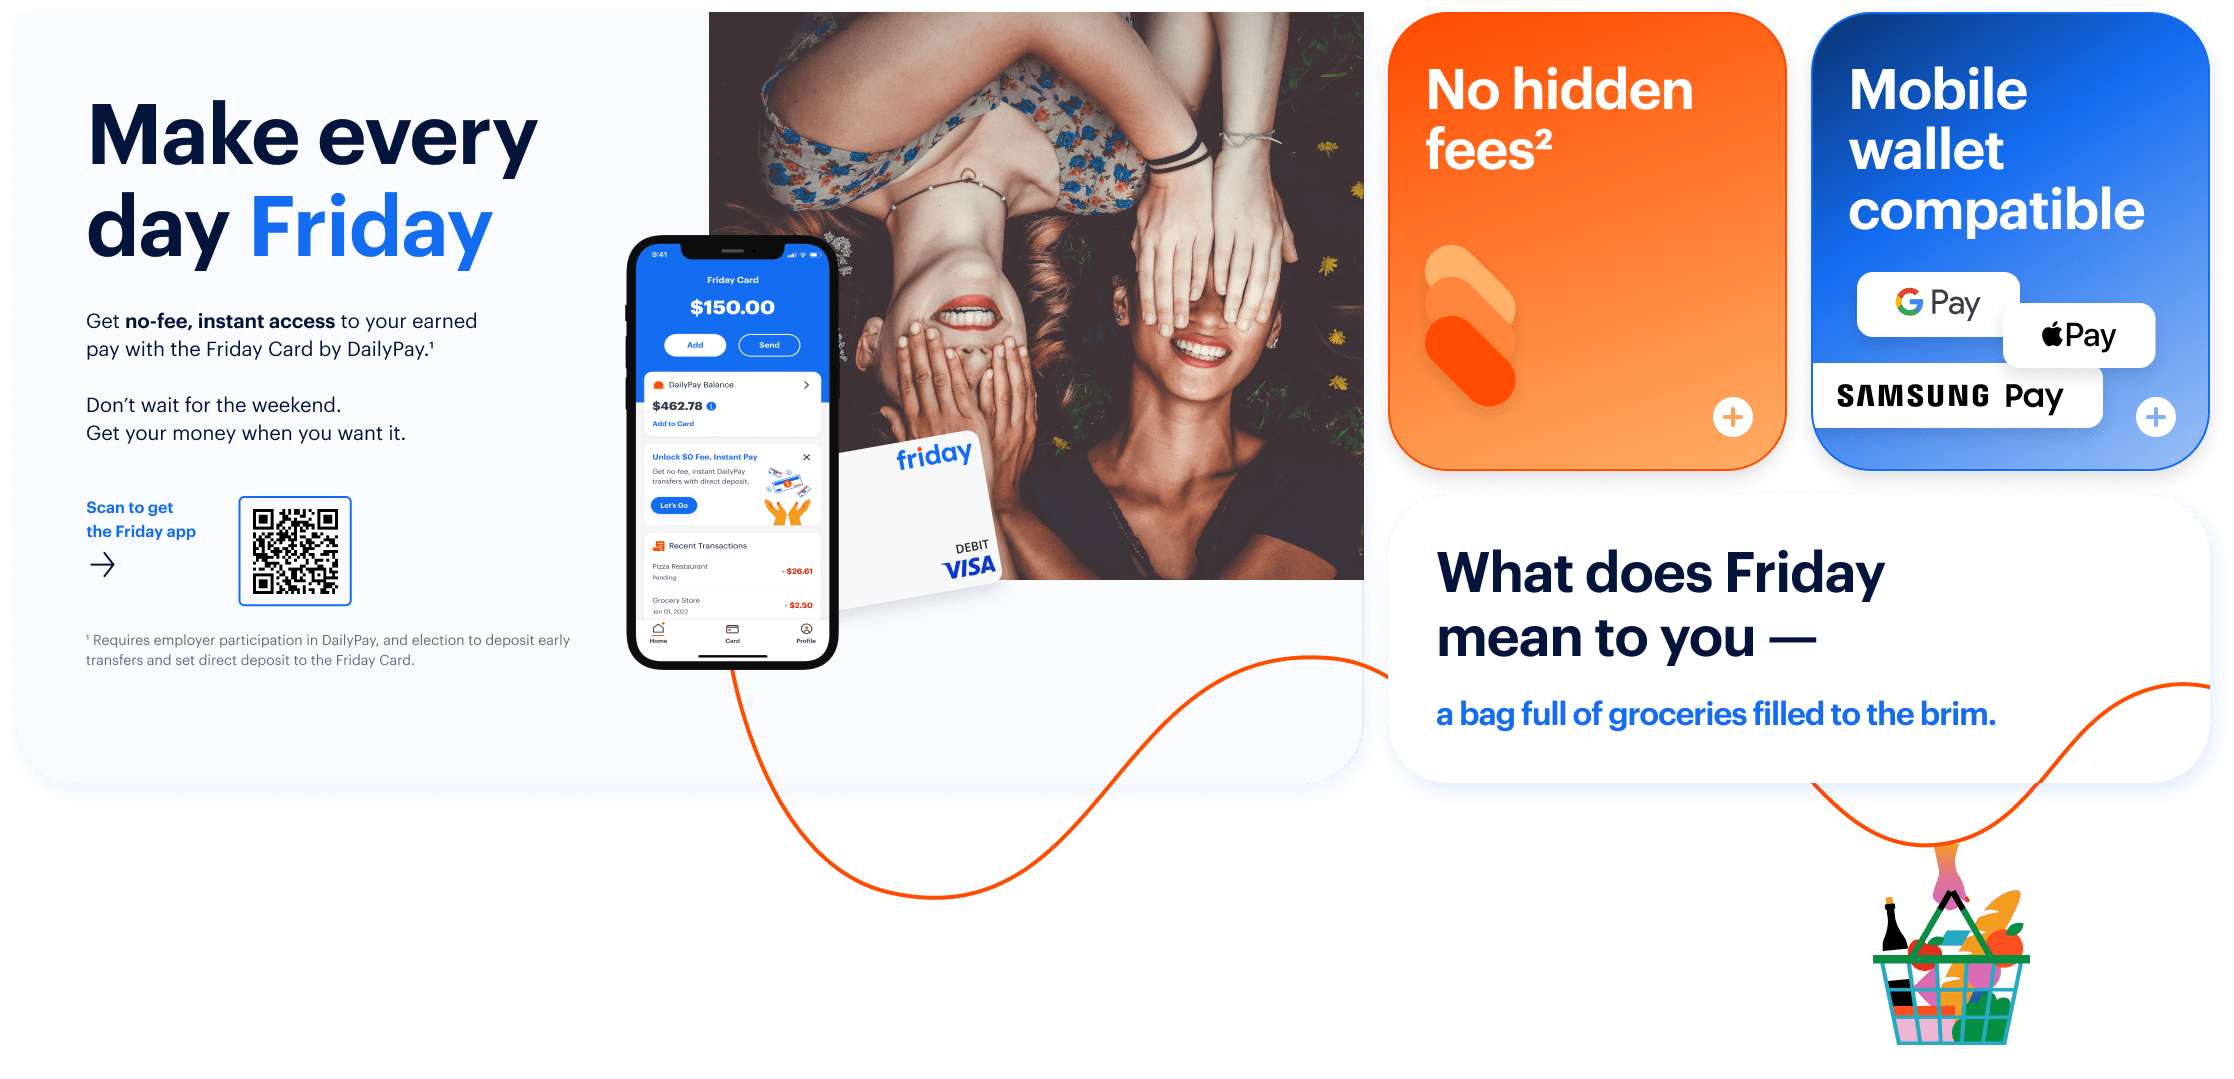 Make every
day Friday
Get no-fee, instant access to your earned
pay with the Friday Card by DailyPay.¹
Don’t wait for the weekend.
Get your money when you want it.
Scan to get
the Friday app
¹ Requires employer participation in DailyPay, and election to deposit early
transfers and set direct deposit to the Friday Card.
9:41
Friday Card
$150.00
Add
Send
DailyPay Balance
$462.78
Add to Card
Unlock $0 Fee, Instant Pay
Get no-fee, instant DailyPay
transfers with direct deposit.
Let's Go
Recent Transactions
Pizza Restaurant
- $26.61
Pending
Grocery Store
- $2.50
Jan 01, 2022
Home
Card
Profile
friday
DEBIT
VISA
No hidden
fees²
Mobile
wallet
compatible
G Pay
Pay
SAMSUNG Pay
What does Friday
mean to you —
a bag full of groceries filled to the brim.